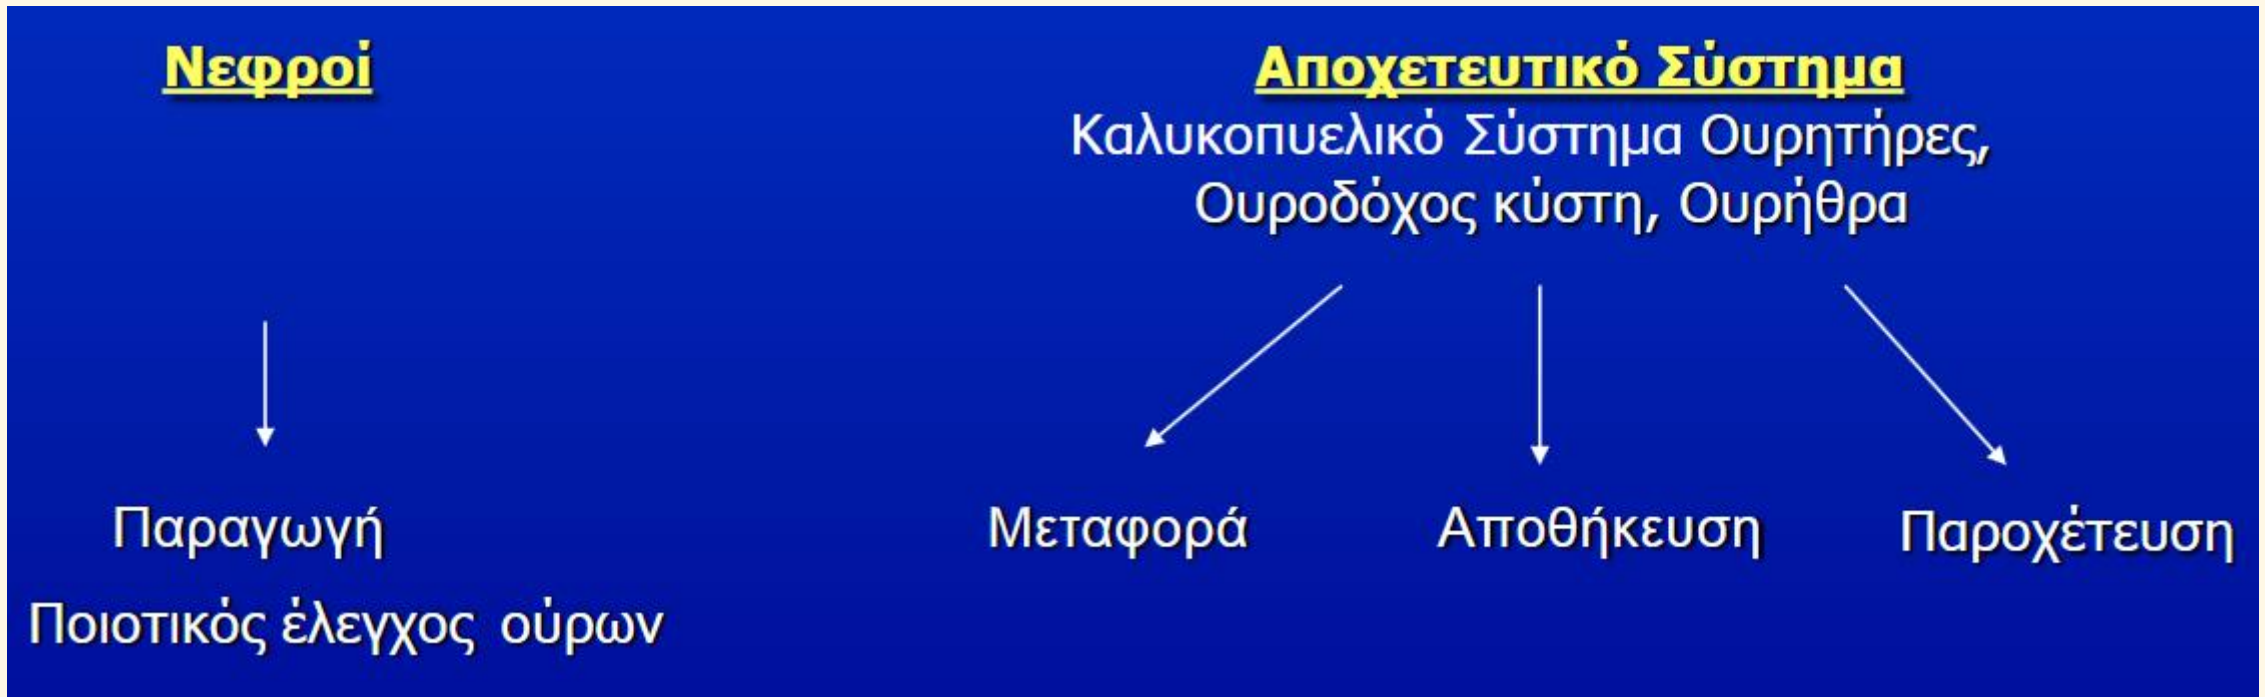 Νεφροί
Αποχετευτικό Σύστημα
Καλυκοπυελικό Σύστημα Ουρητήρες,
Ουροδόχος κύστη, Ουρήθρα
Παραγωγή
Ποιοτικός έλεγχος ούρων
Μεταφορά
Αποθήκευση
Παροχέτευση